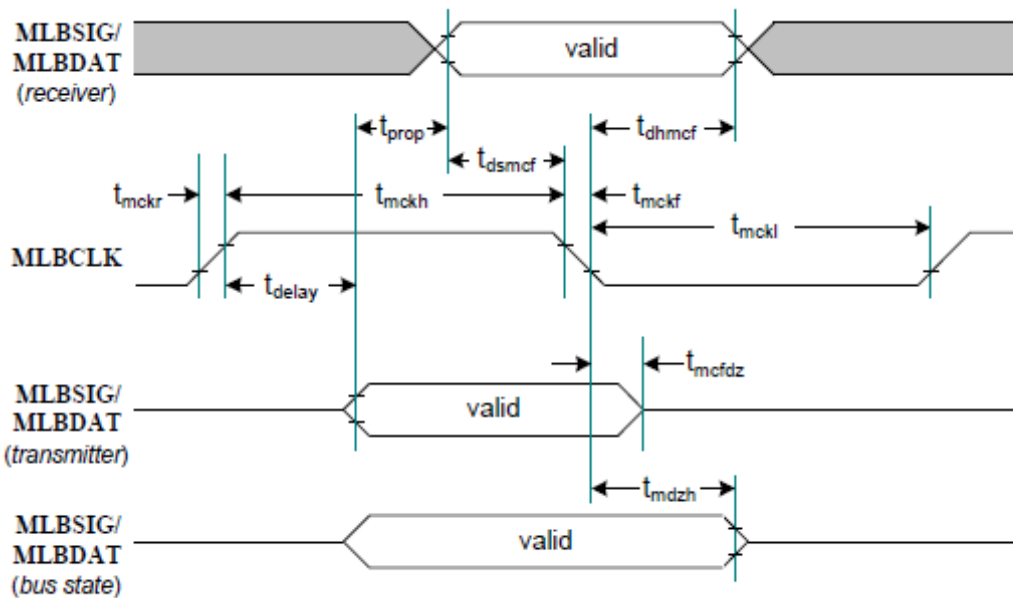 MLBSIG/
MLBDAT
(receiver)
valid
tprop
tdhmcf
tdsmcf
tmckr
tmckh
tmckf
tmckl
MLBCLK
tdelay
tmcfdz
MLBSIG/
MLBDAT
(transmitter)
valid
tmdzh
MLBSIG/
MLBDAT
(bus state)
valid